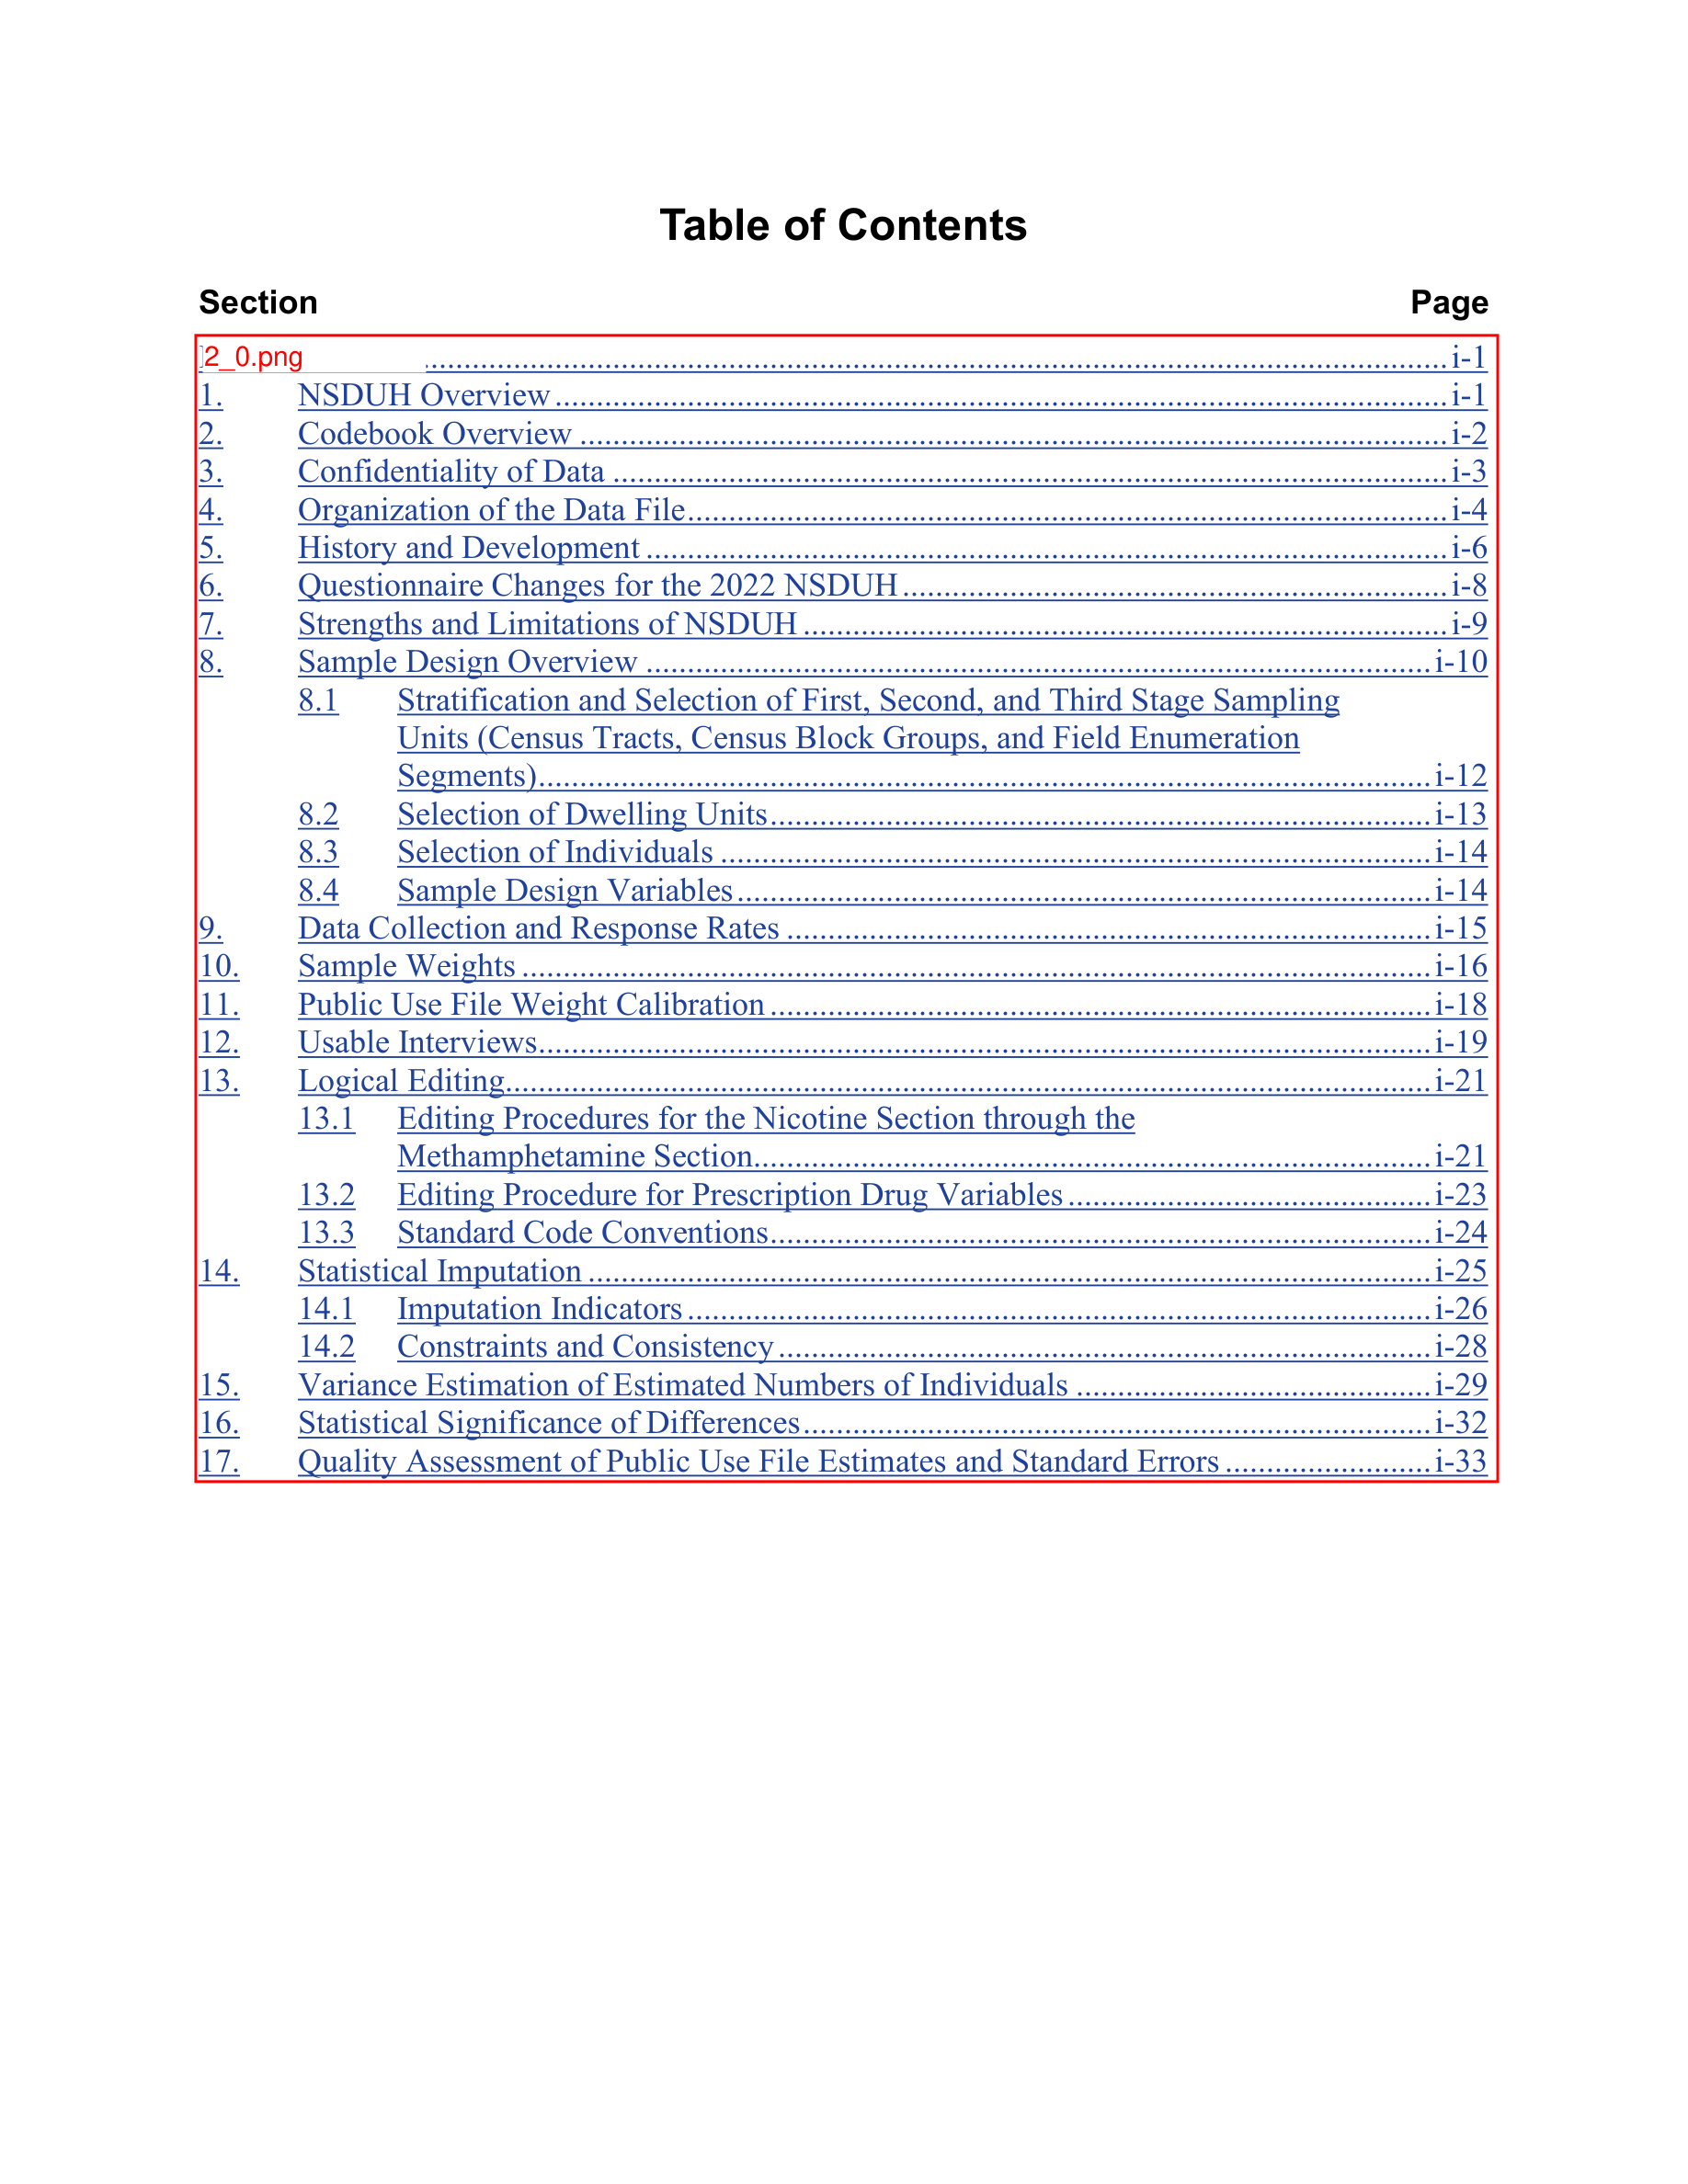 Table of Contents
Section Page
2_0.png ........ i-1
1. NSDUH Overview ........ i-1
2. Codebook Overview ........ i-2
3. Confidentiality of Data ........ i-3
4. Organization of the Data File ........ i-4
5. History and Development ........ i-6
6. Questionnaire Changes for the 2022 NSDUH ........ i-8
7. Strengths and Limitations of NSDUH ........ i-9
8. Sample Design Overview ........ i-10
8.1 Stratification and Selection of First, Second, and Third Stage Sampling
Units (Census Tracts, Census Block Groups, and Field Enumeration
Segments) ........ i-12
8.2 Selection of Dwelling Units ........ i-13
8.3 Selection of Individuals ........ i-14
8.4 Sample Design Variables ........ i-14
9. Data Collection and Response Rates ........ i-15
10. Sample Weights ........ i-16
11. Public Use File Weight Calibration ........ i-18
12. Usable Interviews ........ i-19
13. Logical Editing ........ i-21
13.1 Editing Procedures for the Nicotine Section through the
Methamphetamine Section ........ i-21
13.2 Editing Procedure for Prescription Drug Variables ........ i-23
13.3 Standard Code Conventions ........ i-24
14. Statistical Imputation ........ i-25
14.1 Imputation Indicators ........ i-26
14.2 Constraints and Consistency ........ i-28
15. Variance Estimation of Estimated Numbers of Individuals ........ i-29
16. Statistical Significance of Differences ........ i-32
17. Quality Assessment of Public Use File Estimates and Standard Errors ........ i-33